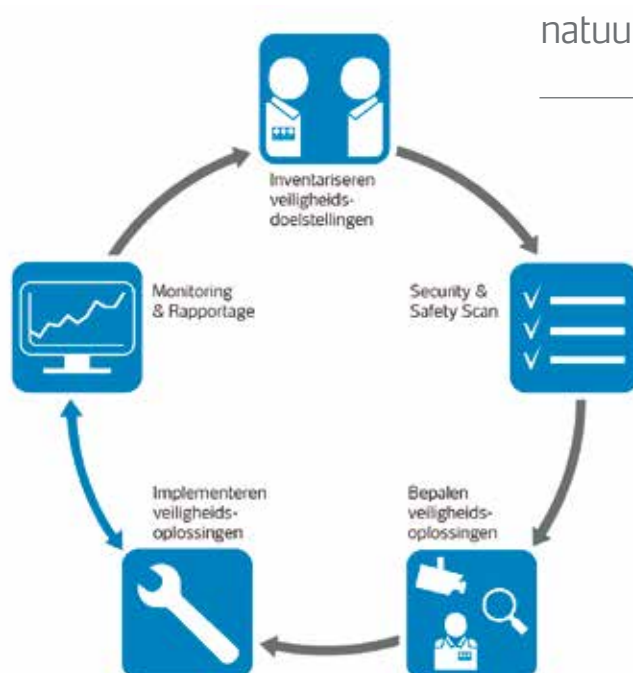 natuu
Inventariseren
veiligheids-
doelstellingen
Monitoring
& Rapportage
Security &
Safety Scan
Implementeren
veiligheids-
oplossingen
Bepalen
veiligheids-
oplossingen